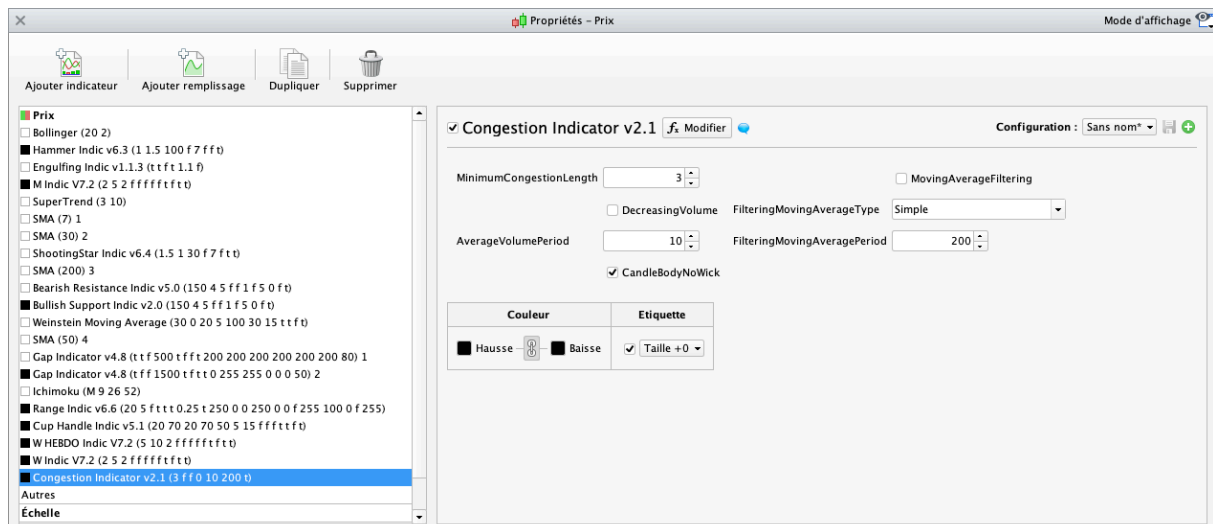 Propriétés - Prix
Mode d'affichage
Ajouter indicateur
Ajouter remplissage
Dupliquer
Supprimer
Prix
Bollinger (20 2)
Hammer Indic v6.3 (1 1.5 100 f 7 f f t)
Engulfing Indic v1.1.3 (t t f t 1.1 f)
M Indic V7.2 (2 5 2 f f f f f t f t t)
SuperTrend (3 10)
SMA (7) 1
SMA (30) 2
ShootingStar Indic v6.4 (1.5 1 30 f 7 f t t)
SMA (200) 3
Bearish Resistance Indic v5.0 (150 4 5 f f 1 f 5 0 f t)
Bullish Support Indic v2.0 (150 4 5 f f 1 f 5 0 f t)
Weinstein Moving Average (30 0 20 5 100 30 15 t t f t)
SMA (50) 4
Gap Indicator v4.8 (t t f 500 t f f t 200 200 200 200 200 200 80) 1
Gap Indicator v4.8 (t f f 1500 t f t t 0 255 255 0 0 0 50) 2
Ichimoku (M 9 26 52)
Range Indic v6.6 (20 5 f t t t 0.25 t 250 0 0 250 0 0 f 255 100 0 f 255)
Cup Handle Indic v5.1 (20 70 20 70 50 5 15 f f f t t f t)
W HEBDO Indic V7.2 (5 10 2 f f f f f t f t t)
W Indic V7.2 (2 5 2 f f f f f t f t t)
Congestion Indicator v2.1 (3 f f 0 10 200 t)
Autres
Échelle
Congestion Indicator v2.1 fx Modifier
Configuration : Sans nom*
MinimumCongestionLength 3
MovingAverageFiltering
DecreasingVolume
FilteringMovingAverageType Simple
AverageVolumePeriod 10
FilteringMovingAveragePeriod 200
CandleBodyNoWick
Couleur Etiquette
Hausse Baisse Taille +0